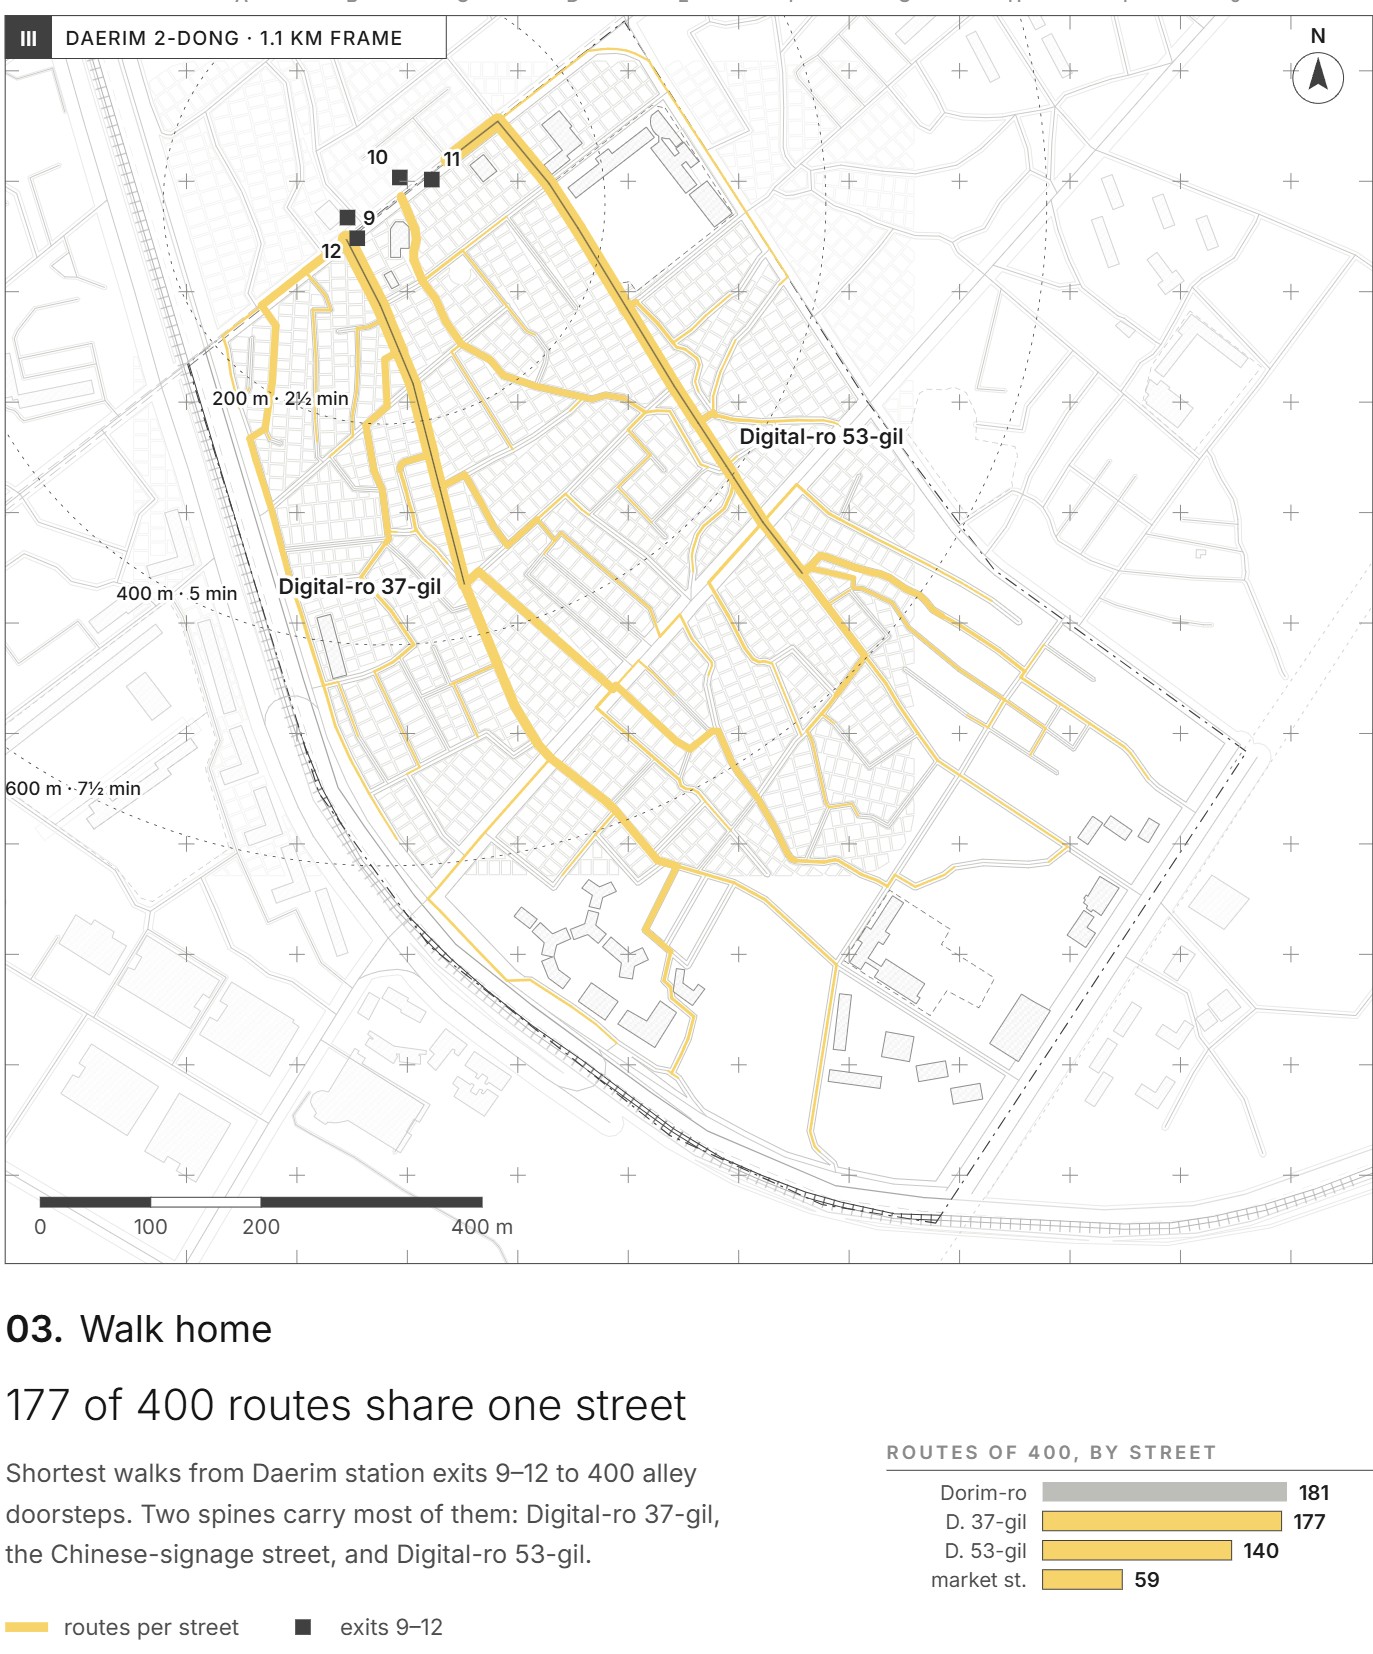 III DAERIM 2-DONG · 1.1 KM FRAME
N
10
11
9
12
200 m · 2½ min
Digital-ro 53-gil
400 m · 5 min
Digital-ro 37-gil
600 m · 7½ min
0 100 200 400 m
03. Walk home
177 of 400 routes share one street
Shortest walks from Daerim station exits 9–12 to 400 alley
doorsteps. Two spines carry most of them: Digital-ro 37-gil,
the Chinese-signage street, and Digital-ro 53-gil.
routes per street exits 9–12
ROUTES OF 400, BY STREET
Dorim-ro 181
D. 37-gil 177
D. 53-gil 140
market st. 59